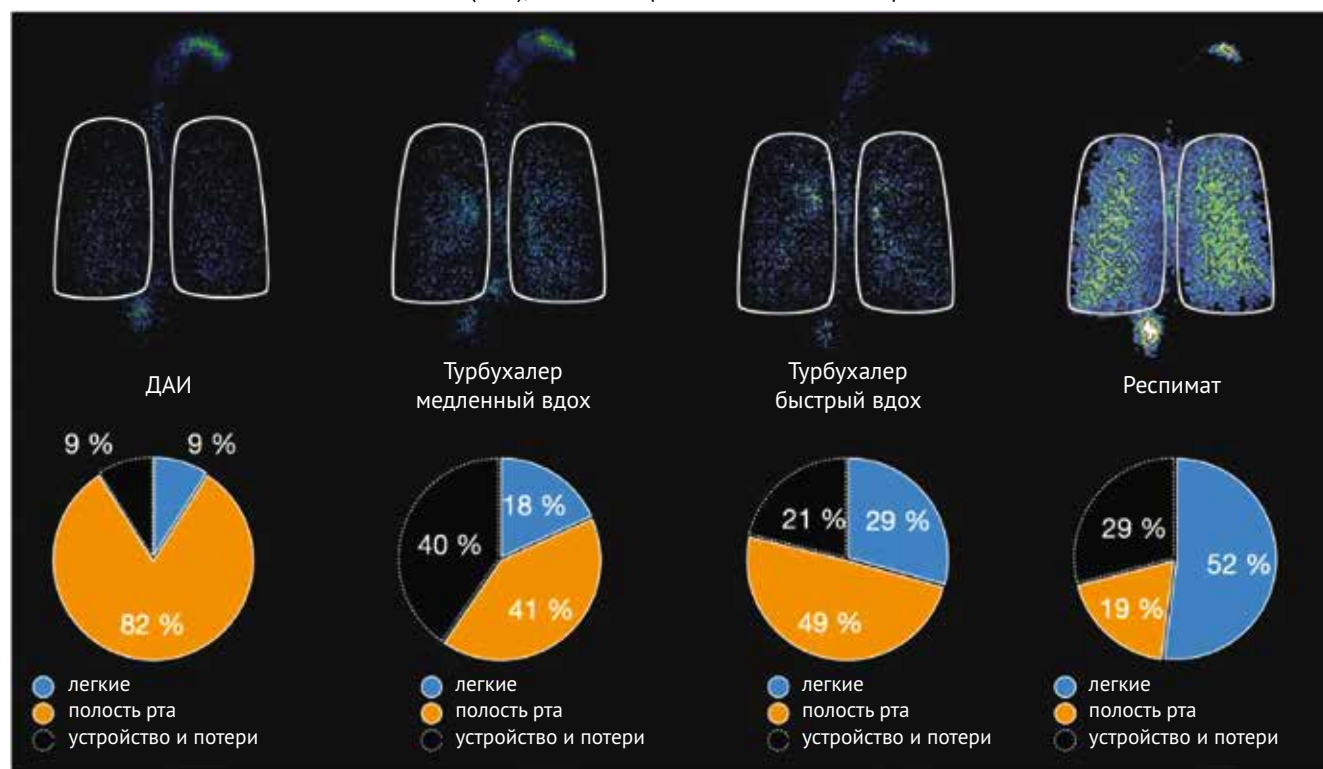 ДАИ
Турбухалер
медленный вдох
Турбухалер
быстрый вдох
Респимат
9 %
9 %
82 %
18 %
40 %
41 %
29 %
21 %
49 %
52 %
29 %
19 %
легкие
полость рта
устройство и потери
легкие
полость рта
устройство и потери
легкие
полость рта
устройство и потери
легкие
полость рта
устройство и потери